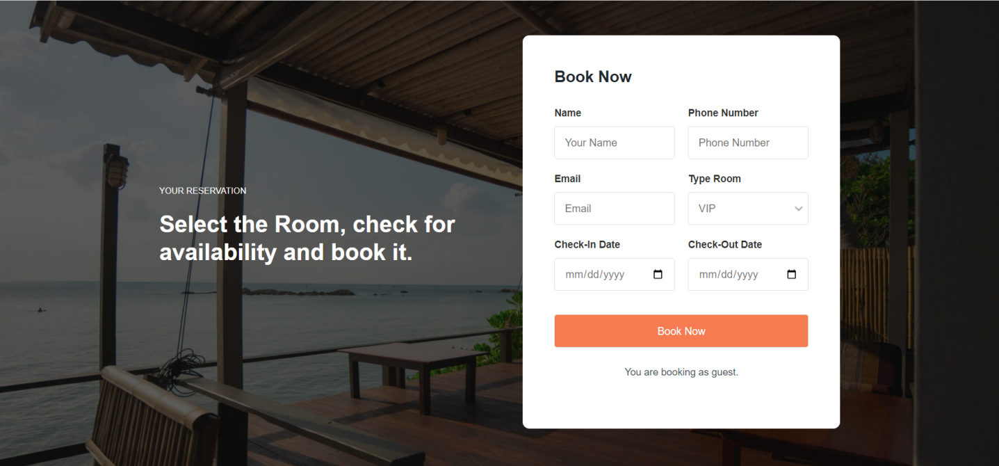 YOUR RESERVATION
Select the Room, check for
availability and book it.
Book Now
Name
Phone Number
Your Name
Phone Number
Email
Type Room
Email
VIP
Check-In Date
Check-Out Date
mm/dd/yyyy
mm/dd/yyyy
Book Now
You are booking as guest.